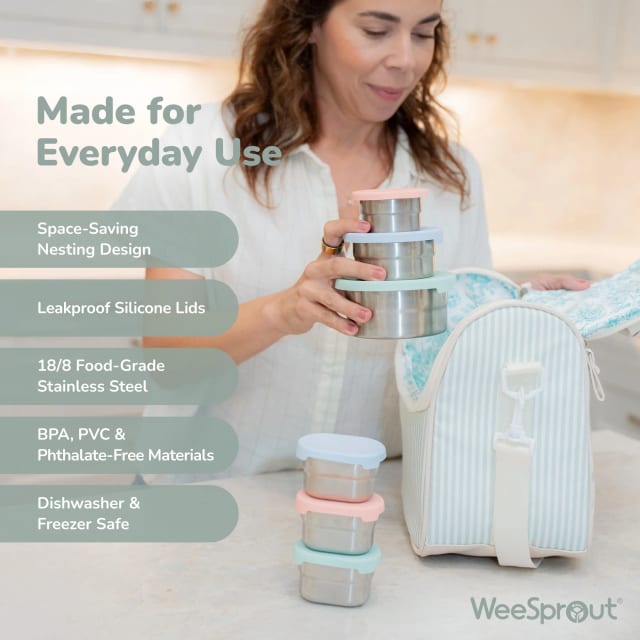 Made for
Everyday Use
Space-Saving
Nesting Design
Leakproof Silicone Lids
18/8 Food-Grade
Stainless Steel
BPA, PVC &
Phthalate-Free Materials
Dishwasher &
Freezer Safe
WeeSprout®